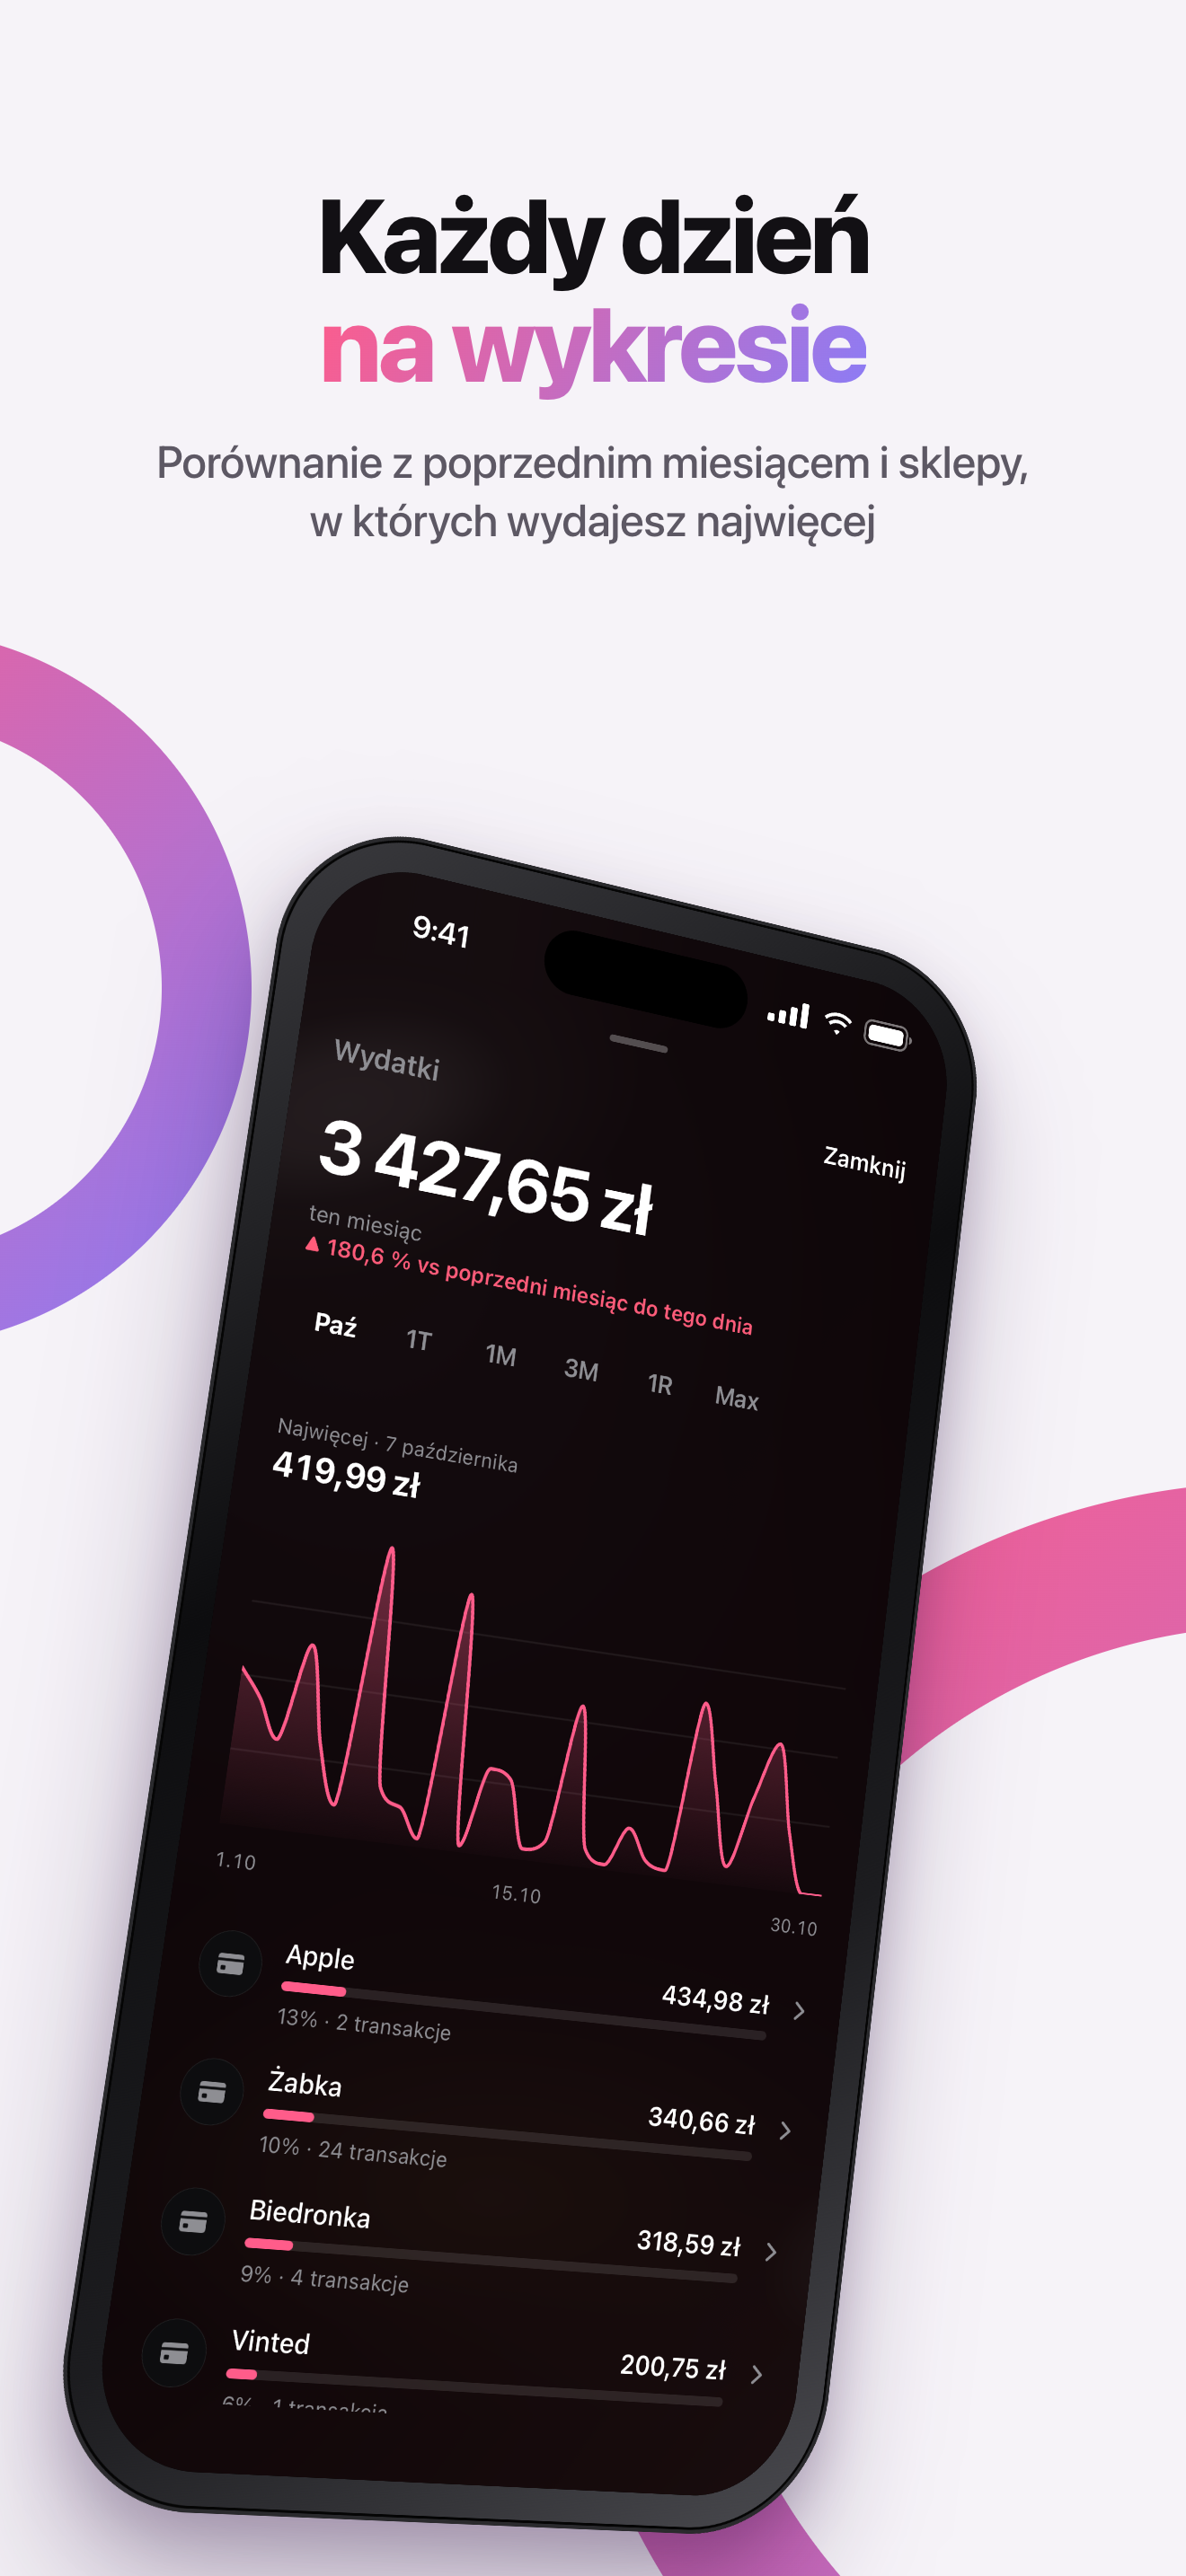 Każdy dzień
na wykresie
Porównanie z poprzednim miesiącem i sklepy,
w których wydajesz najwięcej
9:41
Wydatki
Zamknij
3 427,65 zł
ten miesiąc
▲ 180,6 % vs poprzedni miesiąc do tego dnia
Paź 1T 1M 3M 1R Max
Najwięcej · 7 października
419,99 zł
1.10 15.10 30.10
Apple 434,98 zł
13% · 2 transakcje
Żabka 340,66 zł
10% · 24 transakcje
Biedronka 318,59 zł
9% · 4 transakcje
Vinted 200,75 zł
6% · 1 transakcja